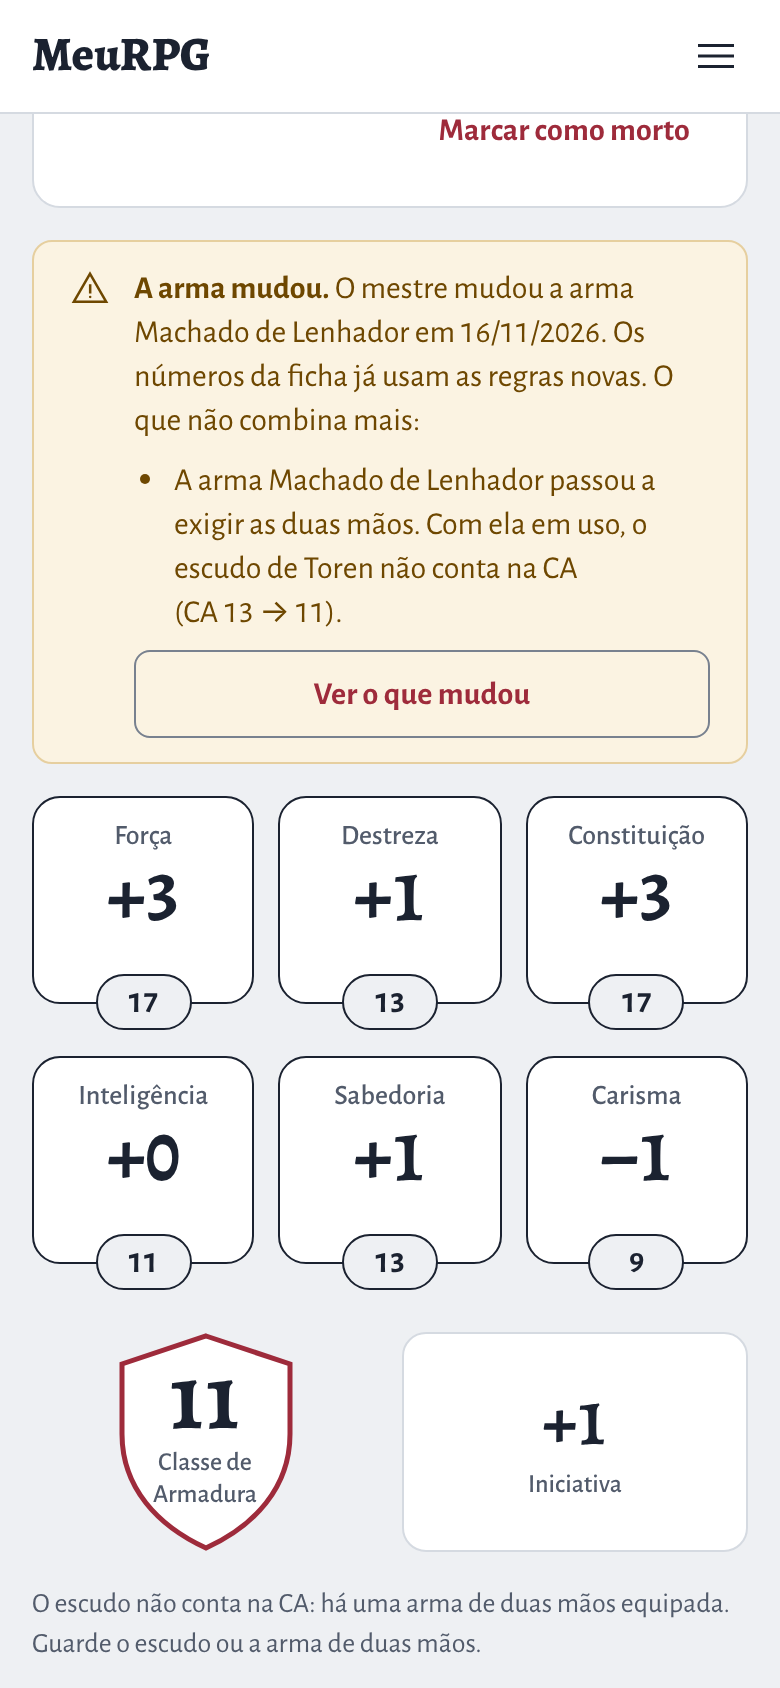 MeuRPG
Marcar como morto
A arma mudou. O mestre mudou a arma
Machado de Lenhador em 16/11/2026. Os
números da ficha já usam as regras novas. O
que não combina mais:
• A arma Machado de Lenhador passou a
exigir as duas mãos. Com ela em uso, o
escudo de Toren não conta na CA
(CA 13 → 11).
Ver o que mudou
Força
Destreza
Constituição
+3
+1
+3
17
13
17
Inteligência
Sabedoria
Carisma
+0
+1
−1
11
13
9
11
Classe de
Armadura
+1
Iniciativa
O escudo não conta na CA: há uma arma de duas mãos equipada.
Guarde o escudo ou a arma de duas mãos.